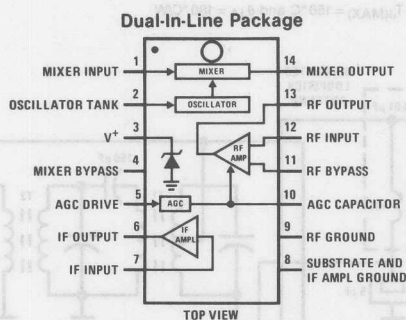 Dual-In-Line Package
1
MIXER INPUT
MIXER
14
MIXER OUTPUT
2
OSCILLATOR TANK
OSCILLATOR
13
RF OUTPUT
3
V+
12
RF INPUT
RF
AMP
4
MIXER BYPASS
11
RF BYPASS
5
AGC DRIVE
AGC
10
AGC CAPACITOR
6
IF OUTPUT
IF
AMPL
9
RF GROUND
7
IF INPUT
8
SUBSTRATE AND
IF AMPL GROUND
TOP VIEW